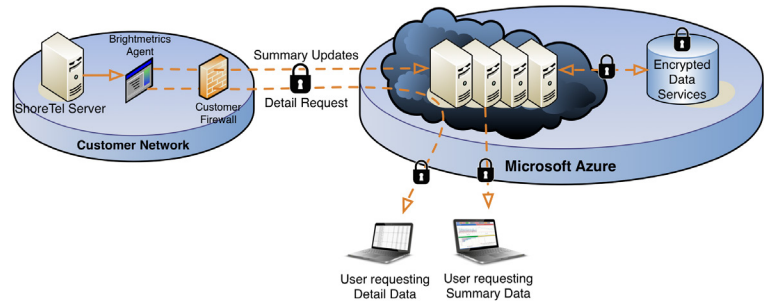 Brightmetrics
Agent
ShoreTel Server
Customer
Firewall
Customer Network
Summary Updates
Detail Request
Encrypted
Data
Services
Microsoft Azure
User requesting
Detail Data
User requesting
Summary Data